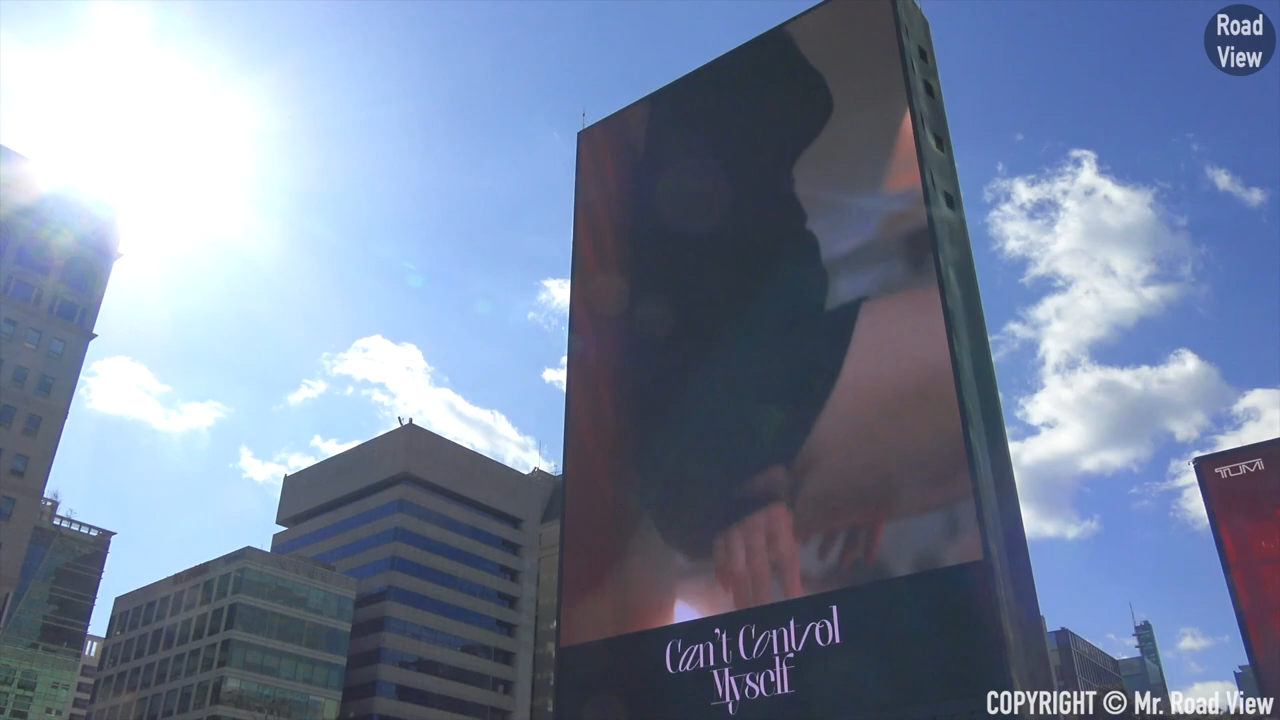 Road
View
TUMI
Can't Control
Myself
COPYRIGHT © Mr. Road View